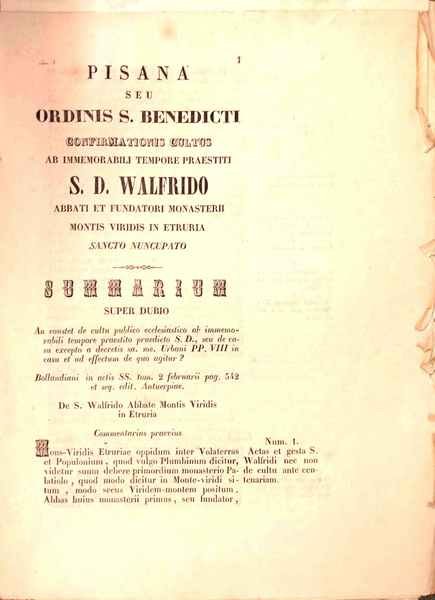 1
PISANA
SEU
ORDINIS S. BENEDICTI
CONFIRMATIONIS CULTUS
AB IMMEMORABILI TEMPORE PRAESTITI
S. D. WALFRIDO
ABBATI ET FUNDATORI MONASTERII
MONTIS VIRIDIS IN ETRURIA
SANCTO NUNCUPATO
SUMMARIUM
SUPER DUBIO
An constet de cultu publico ecclesiastico ab immemo-
rabili tempore praestito praedicto S. D., seu de ca-
su excepto a decretis sa. me. Urbani PP. VIII in
casu et ad effectum de quo agitur?
Bollandiani in actis SS. tom. 2 februarii pag. 542
et seq. edit. Antuerpiae.
De S. Walfrido Abbate Montis Viridis
in Etruria
Commentarius praevius
Mons-Viridis Etruriae oppidum inter Volaterras
et Populonium, quod vulgo Plumbinum dicitur,
videtur sumi debere primordium monasterio Pa-
latiolo, quod modo dicitur in Monte-viridi si-
tum, modo secus Viridem-montem positum.
Abbas huius monasterii primus, seu fundator,
Num. 1.
Actas et gesta S.
Walfridi nec non
de cultu ante cen-
tenariam.